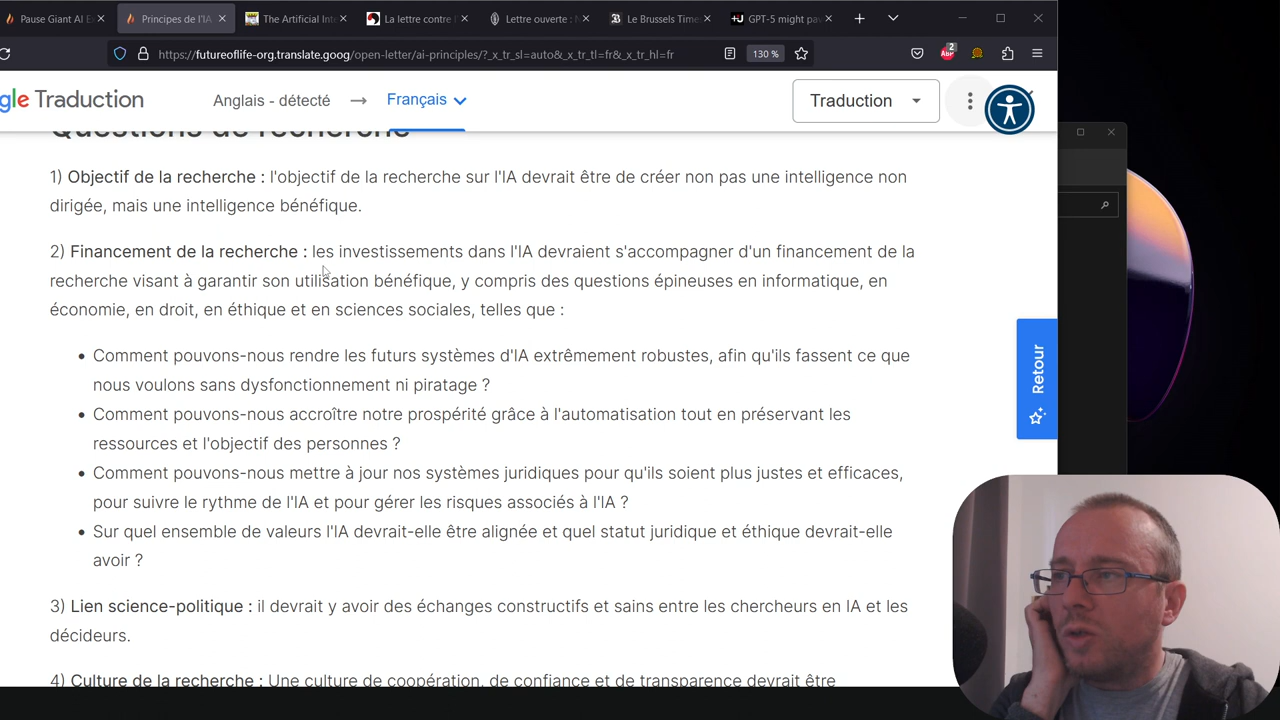 Pause Giant AI E
Principes de l'IA
The Artificial Inte
La lettre contre l
Lettre ouverte : M
Le Brussels Times
GPT-5 might pav
https://futureoflife-org.translate.goog/open-letter/ai-principles/?_x_tr_sl=auto&_x_tr_tl=fr&_x_tr_hl=fr
130 %
ABP
2
gle Traduction
Anglais - détecté
Français
Traduction
Questions de recherche
1) Objectif de la recherche : l'objectif de la recherche sur l'IA devrait être de créer non pas une intelligence non
dirigée, mais une intelligence bénéfique.
2) Financement de la recherche : les investissements dans l'IA devraient s'accompagner d'un financement de la
recherche visant à garantir son utilisation bénéfique, y compris des questions épineuses en informatique, en
économie, en droit, en éthique et en sciences sociales, telles que :
• Comment pouvons-nous rendre les futurs systèmes d'IA extrêmement robustes, afin qu'ils fassent ce que
nous voulons sans dysfonctionnement ni piratage ?
• Comment pouvons-nous accroître notre prospérité grâce à l'automatisation tout en préservant les
ressources et l'objectif des personnes ?
• Comment pouvons-nous mettre à jour nos systèmes juridiques pour qu'ils soient plus justes et efficaces,
pour suivre le rythme de l'IA et pour gérer les risques associés à l'IA ?
• Sur quel ensemble de valeurs l'IA devrait-elle être alignée et quel statut juridique et éthique devrait-elle
avoir ?
3) Lien science-politique : il devrait y avoir des échanges constructifs et sains entre les chercheurs en IA et les
décideurs.
4) Culture de la recherche : Une culture de coopération, de confiance et de transparence devrait être
Retour